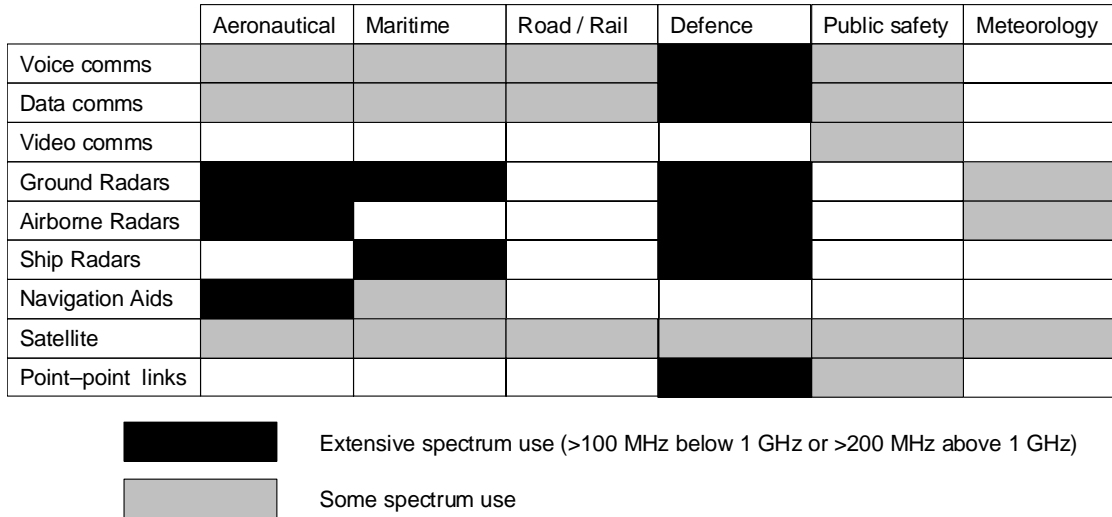 Aeronautical Maritime Road / Rail Defence Public safety Meteorology
Voice comms
Data comms
Video comms
Ground Radars
Airborne Radars
Ship Radars
Navigation Aids
Satellite
Point–point links
Extensive spectrum use (>100 MHz below 1 GHz or >200 MHz above 1 GHz)
Some spectrum use